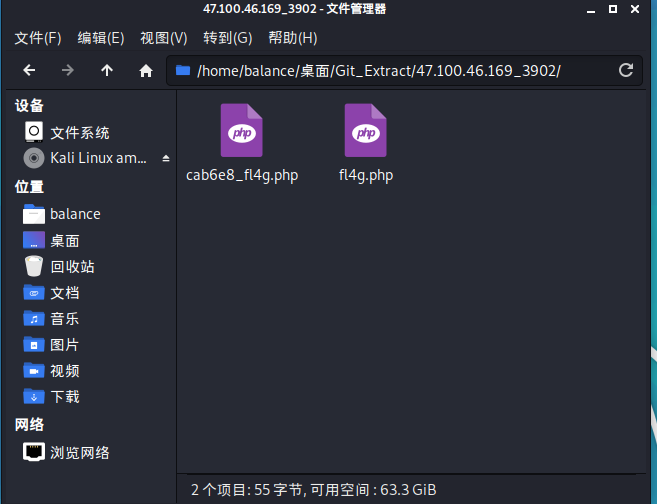 47.100.46.169_3902 - 文件管理器
文件(F) 编辑(E) 视图(V) 转到(G) 帮助(H)
/home/balance/桌面/Git_Extract/47.100.46.169_3902/
设备
文件系统
Kali Linux am...
位置
balance
桌面
回收站
文档
音乐
图片
视频
下载
网络
浏览网络
php
cab6e8_fl4g.php
php
fl4g.php
2 个项目: 55 字节, 可用空间 : 63.3 GiB